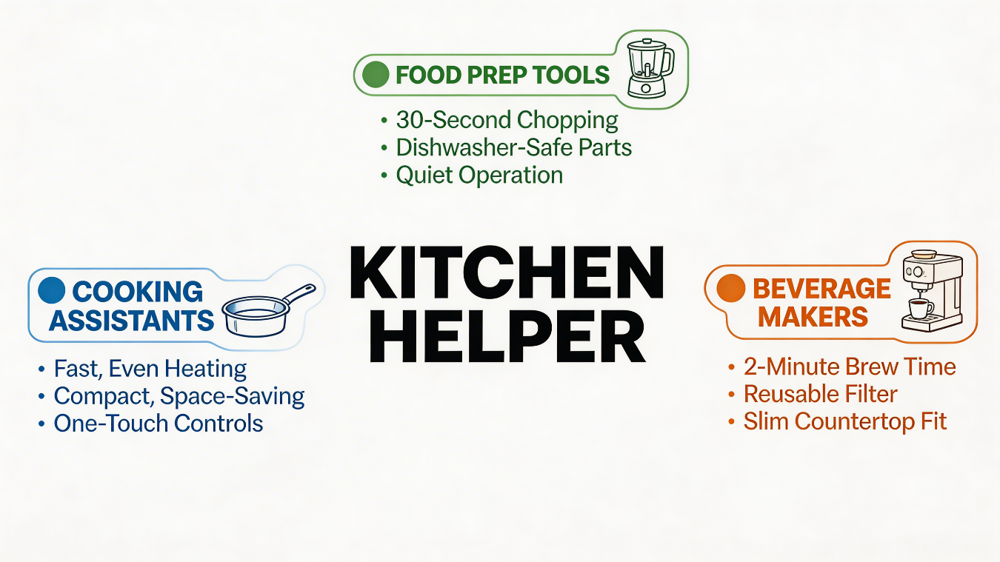 FOOD PREP TOOLS
• 30-Second Chopping
• Dishwasher-Safe Parts
• Quiet Operation
KITCHEN
HELPER
COOKING
ASSISTANTS
• Fast, Even Heating
• Compact, Space-Saving
• One-Touch Controls
BEVERAGE
MAKERS
• 2-Minute Brew Time
• Reusable Filter
• Slim Countertop Fit